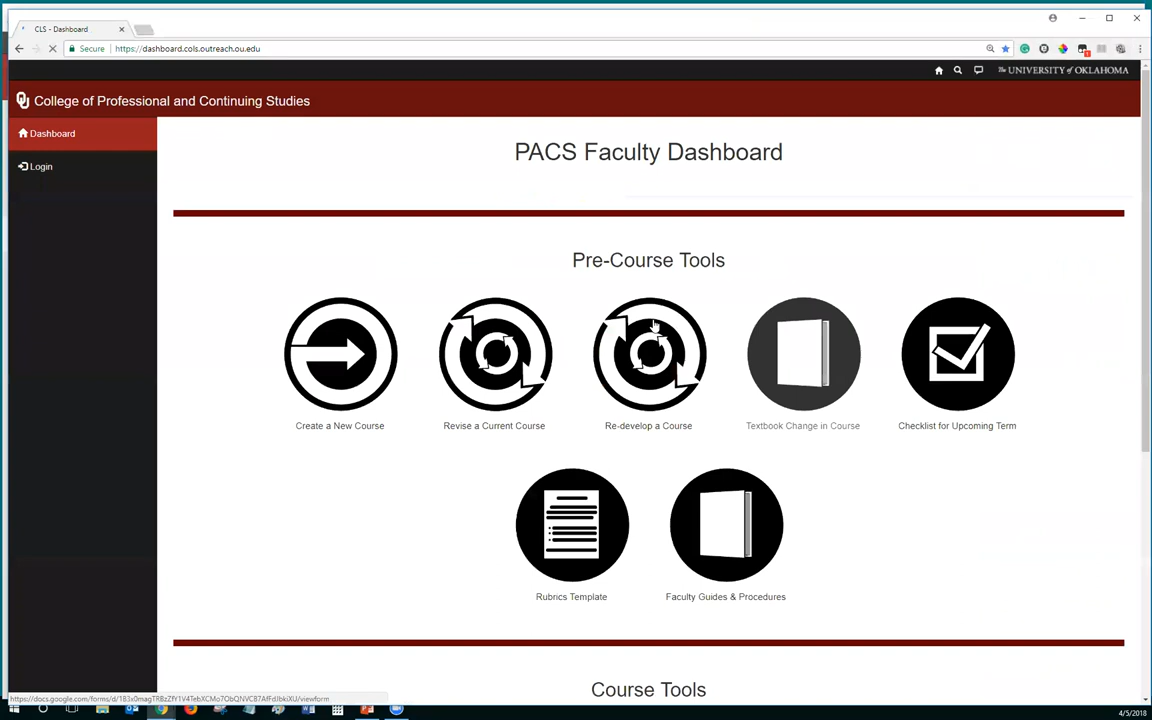 CLS - Dashboard
Secure https://dashboard.cols.outreach.ou.edu
The UNIVERSITY of OKLAHOMA
College of Professional and Continuing Studies
Dashboard
Login
PACS Faculty Dashboard
Pre-Course Tools
Create a New Course
Revise a Current Course
Re-develop a Course
Textbook Change in Course
Checklist for Upcoming Term
Rubrics Template
Faculty Guides & Procedures
Course Tools
4/5/2018